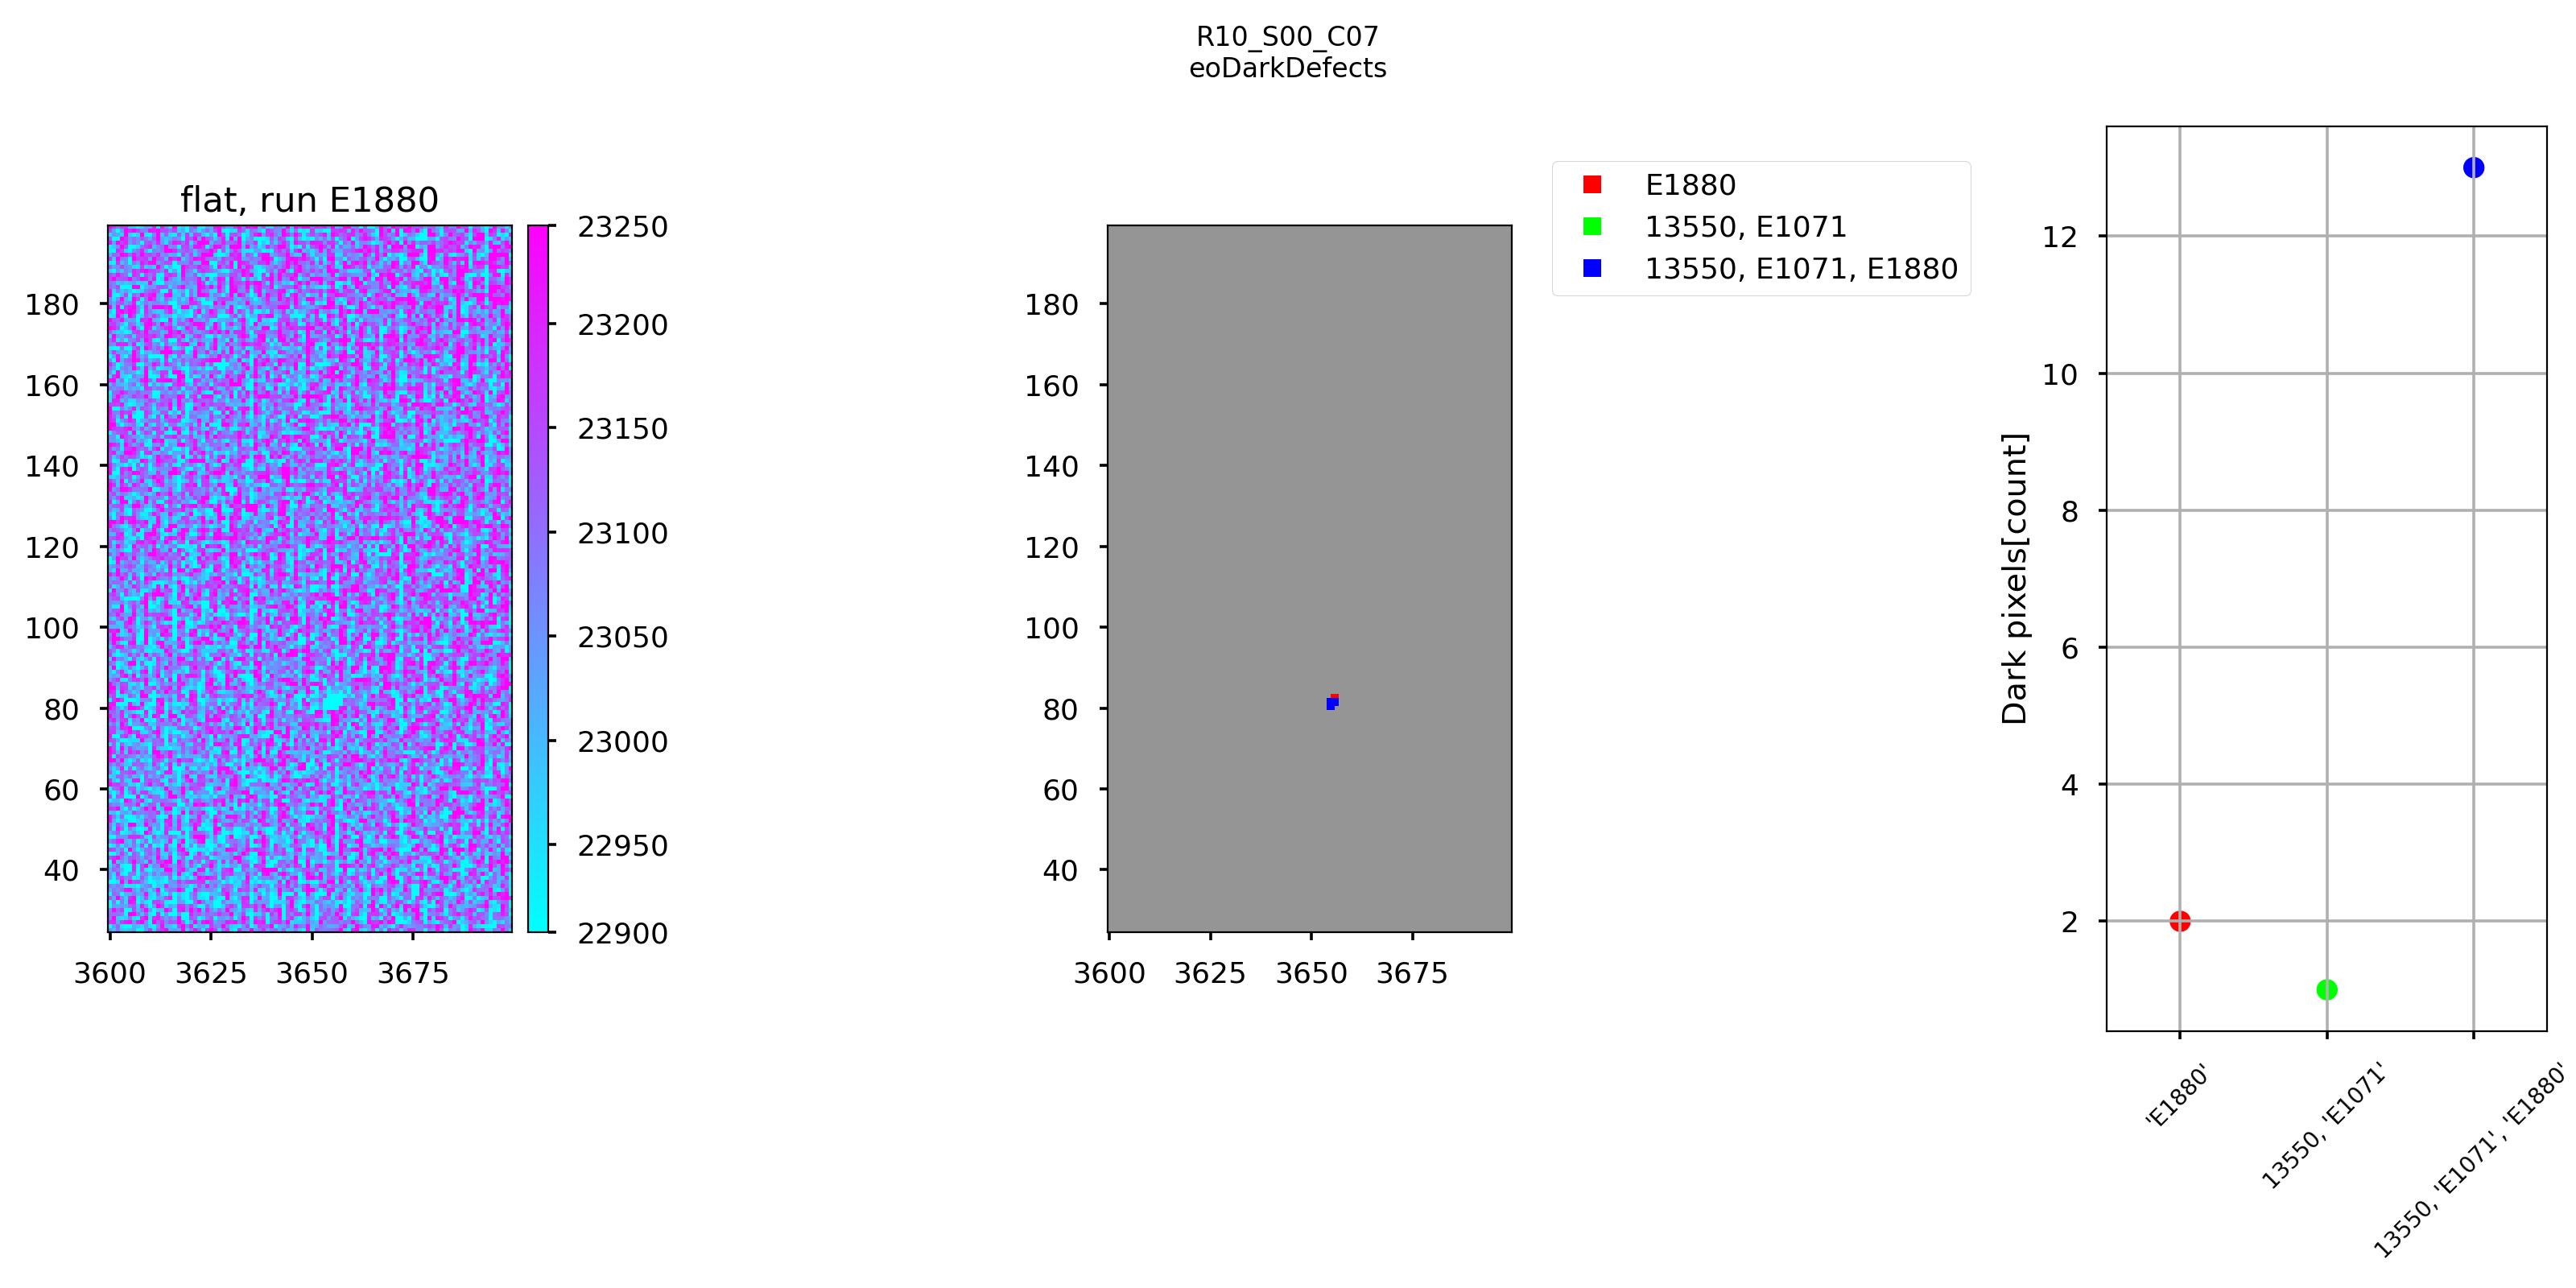 R10_S00_C07
eoDarkDefects
flat, run E1880
180
160
140
120
100
80
60
40
3600 3625 3650 3675
23250
23200
23150
23100
23050
23000
22950
22900
180
160
140
120
100
80
60
40
3600 3625 3650 3675
E1880
13550, E1071
13550, E1071, E1880
Dark pixels[count]
12
10
8
6
4
2
'E1880'
13550, 'E1071'
13550, 'E1071', 'E1880'